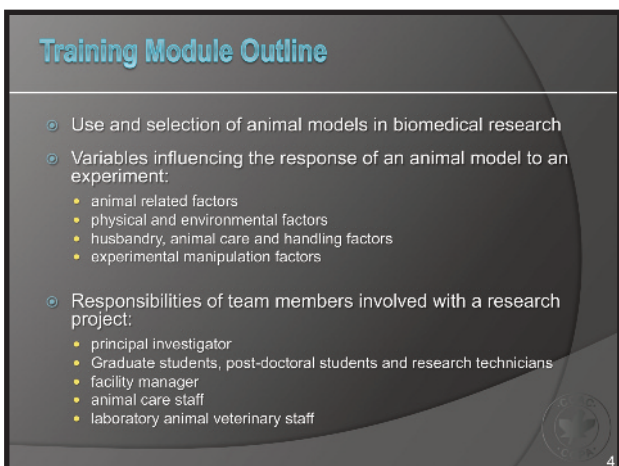 Training Module Outline
Use and selection of animal models in biomedical research
Variables influencing the response of an animal model to an
experiment:
animal related factors
physical and environmental factors
husbandry, animal care and handling factors
experimental manipulation factors
Responsibilities of team members involved with a research
project:
principal investigator
Graduate students, post-doctoral students and research technicians
facility manager
animal care staff
laboratory animal veterinary staff
4